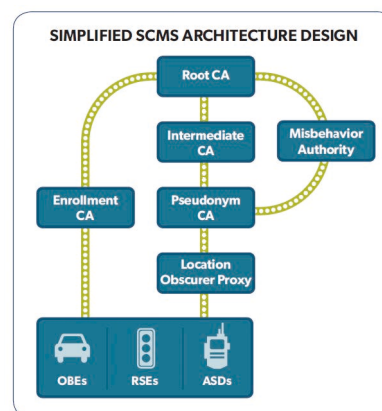 SIMPLIFIED SCMS ARCHITECTURE DESIGN
Root CA
Intermediate
CA
Misbehavior
Authority
Enrollment
CA
Pseudonym
CA
Location
Obscurer Proxy
OBEs
RSEs
ASDs